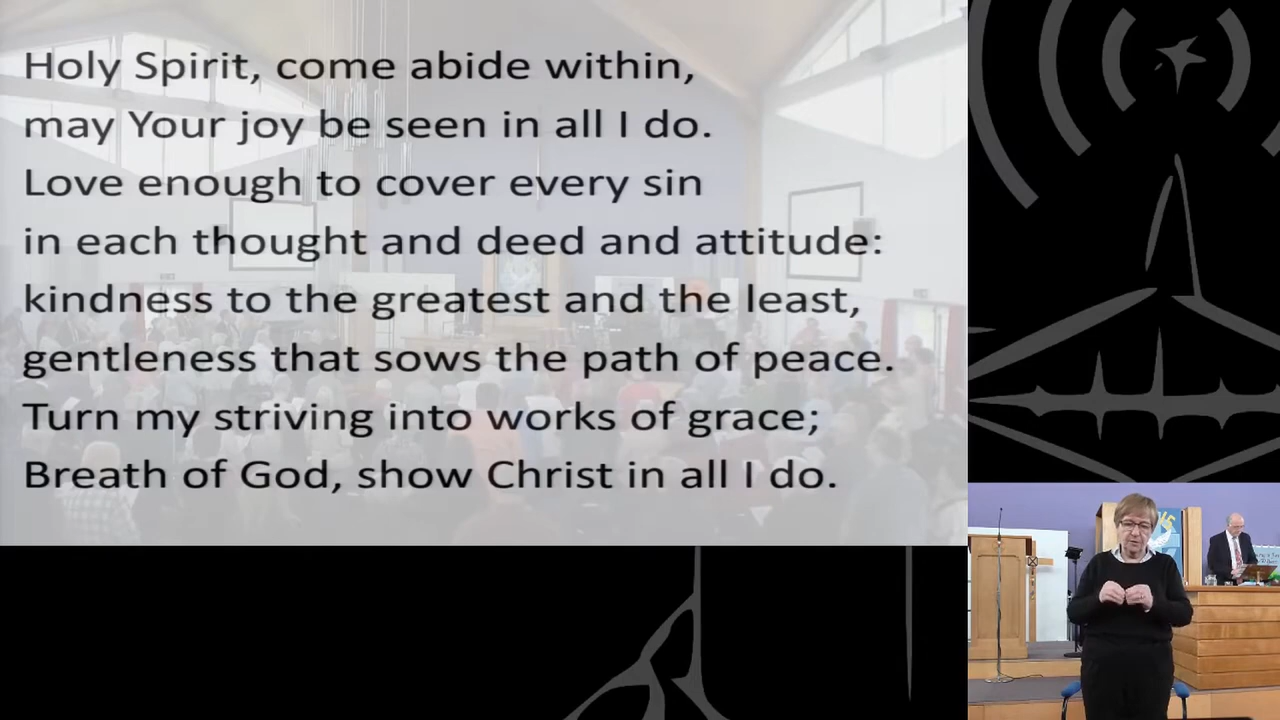 Holy Spirit, come abide within,
may Your joy be seen in all I do.
Love enough to cover every sin
in each thought and deed and attitude:
kindness to the greatest and the least,
gentleness that sows the path of peace.
Turn my striving into works of grace;
Breath of God, show Christ in all I do.